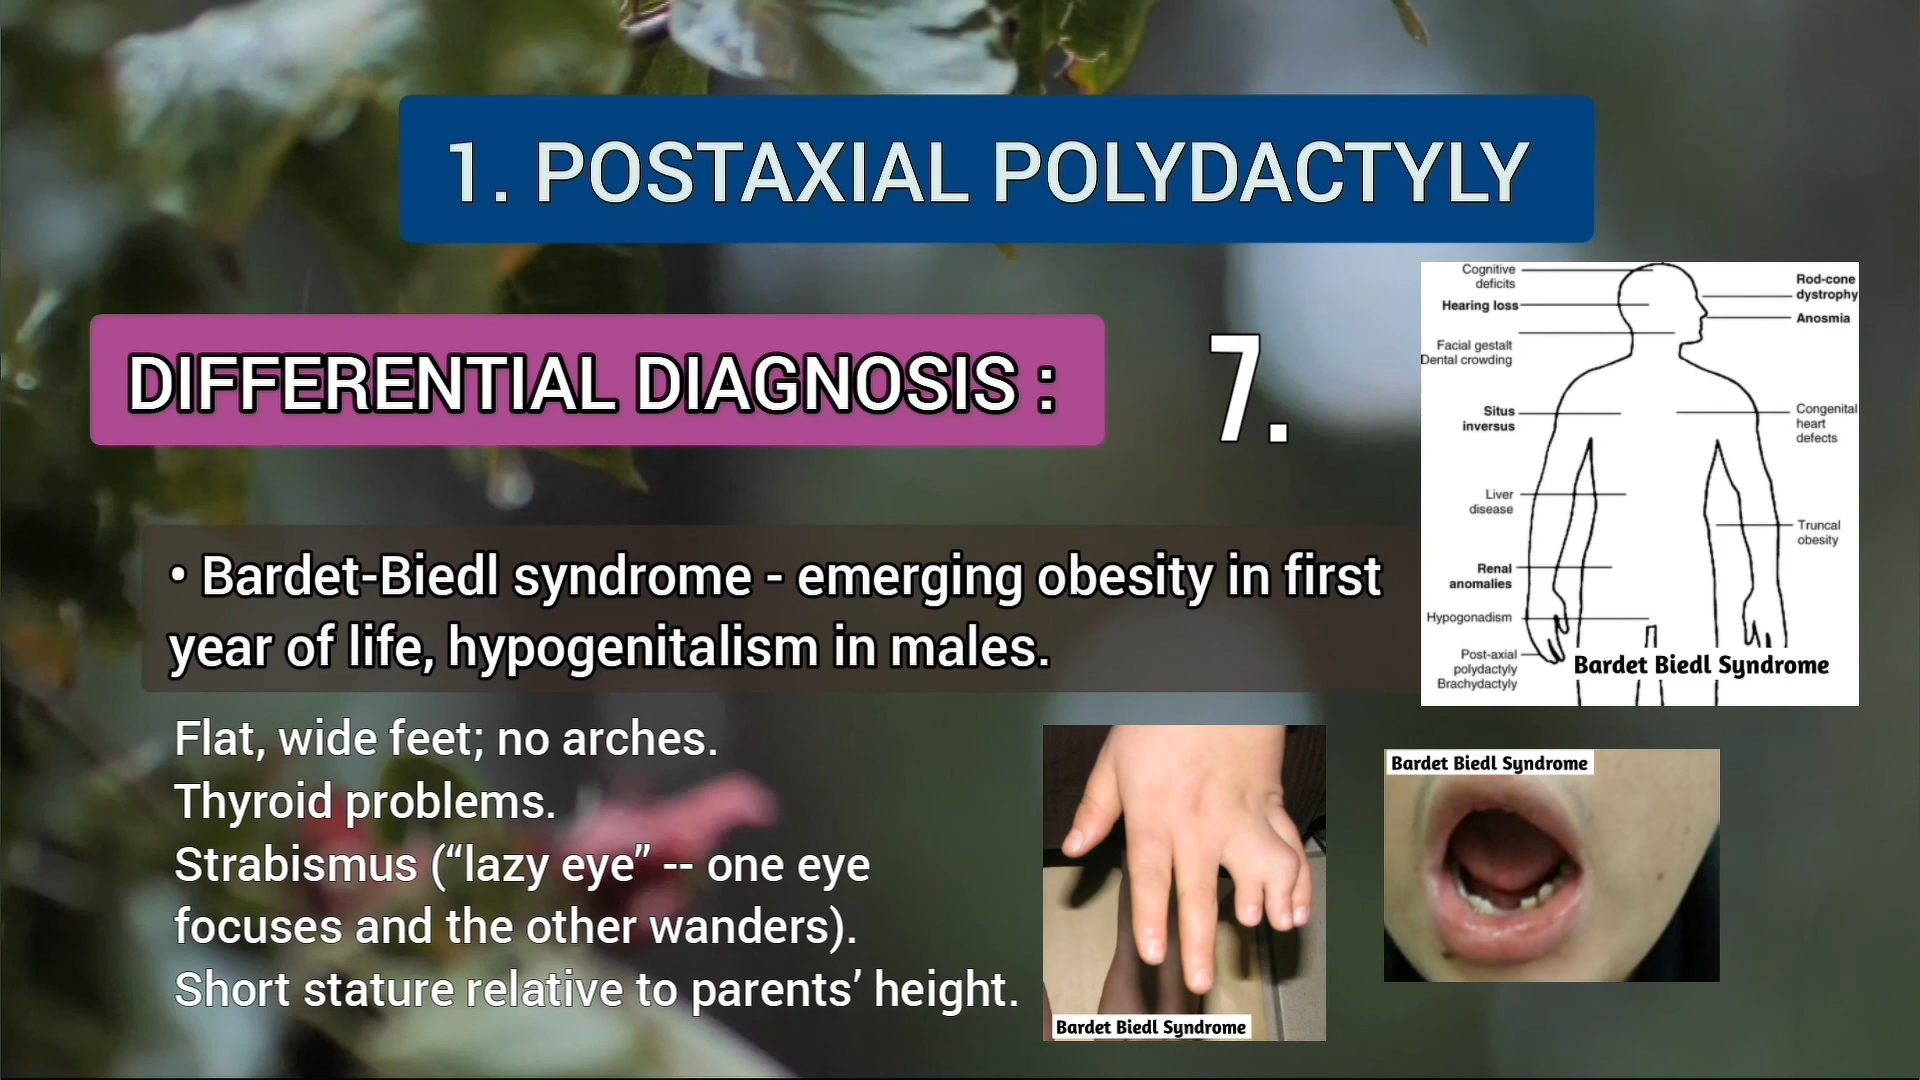 1. POSTAXIAL POLYDACTYLY
DIFFERENTIAL DIAGNOSIS :
7.
• Bardet-Biedl syndrome - emerging obesity in first
year of life, hypogenitalism in males.
Flat, wide feet; no arches.
Thyroid problems.
Strabismus (“lazy eye” -- one eye
focuses and the other wanders).
Short stature relative to parents’ height.
Cognitive
deficits
Hearing loss
Facial gestalt
Dental crowding
Situs
inversus
Liver
disease
Renal
anomalies
Hypogonadism
Post-axial
polydactyly
Brachydactyly
Rod-cone
dystrophy
Anosmia
Congenital
heart
defects
Truncal
obesity
Bardet Biedl Syndrome
Bardet Biedl Syndrome
Bardet Biedl Syndrome